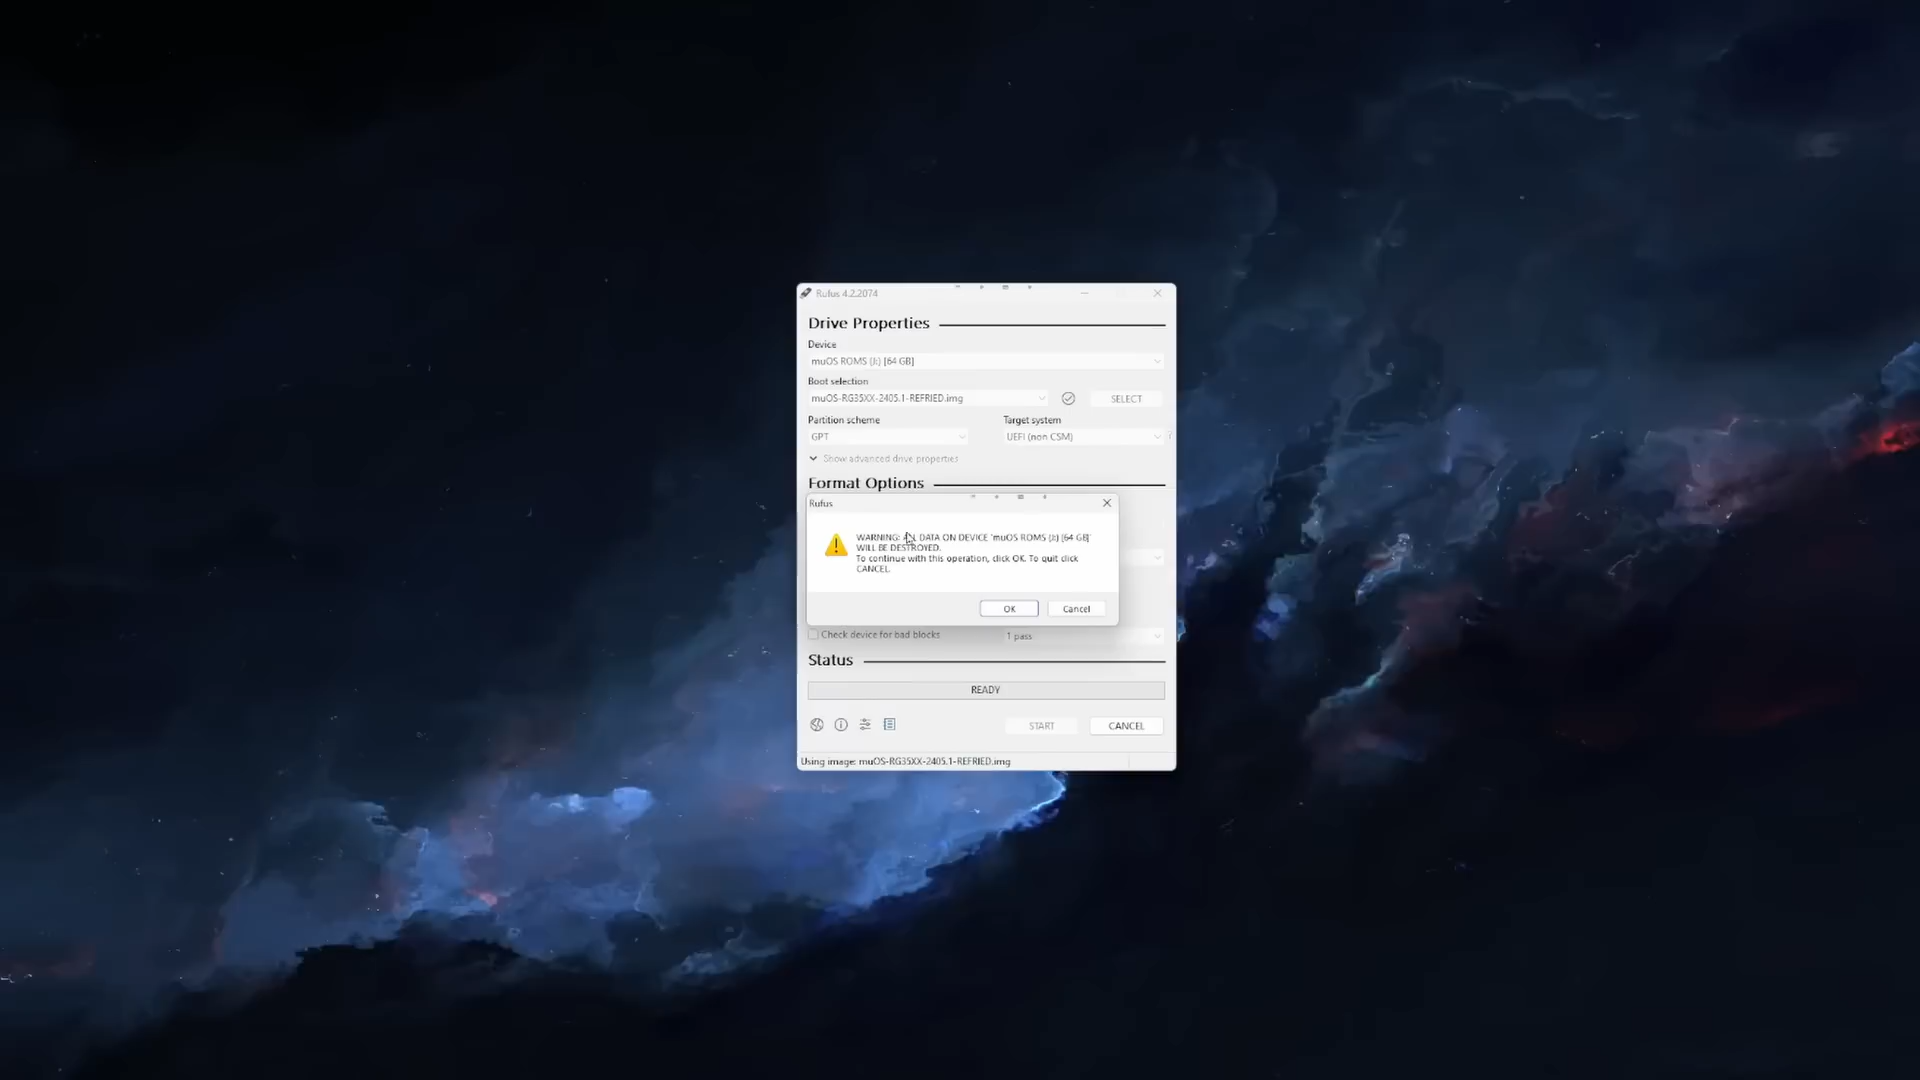 Rufus 4.2.2074
Drive Properties
Device
muOS ROMS (J:) [64 GB]
Boot selection
muOS-RG35XX-2405.1-REFRIED.img
SELECT
Partition scheme
Target system
GPT
UEFI (non CSM)
?
Show advanced drive properties
Format Options
Rufus
WARNING: ALL DATA ON DEVICE 'muOS ROMS (J:) [64 GB]'
WILL BE DESTROYED.
To continue with this operation, click OK. To quit click
CANCEL.
OK
Cancel
Check device for bad blocks
1 pass
Status
READY
START
CANCEL
Using image: muOS-RG35XX-2405.1-REFRIED.img